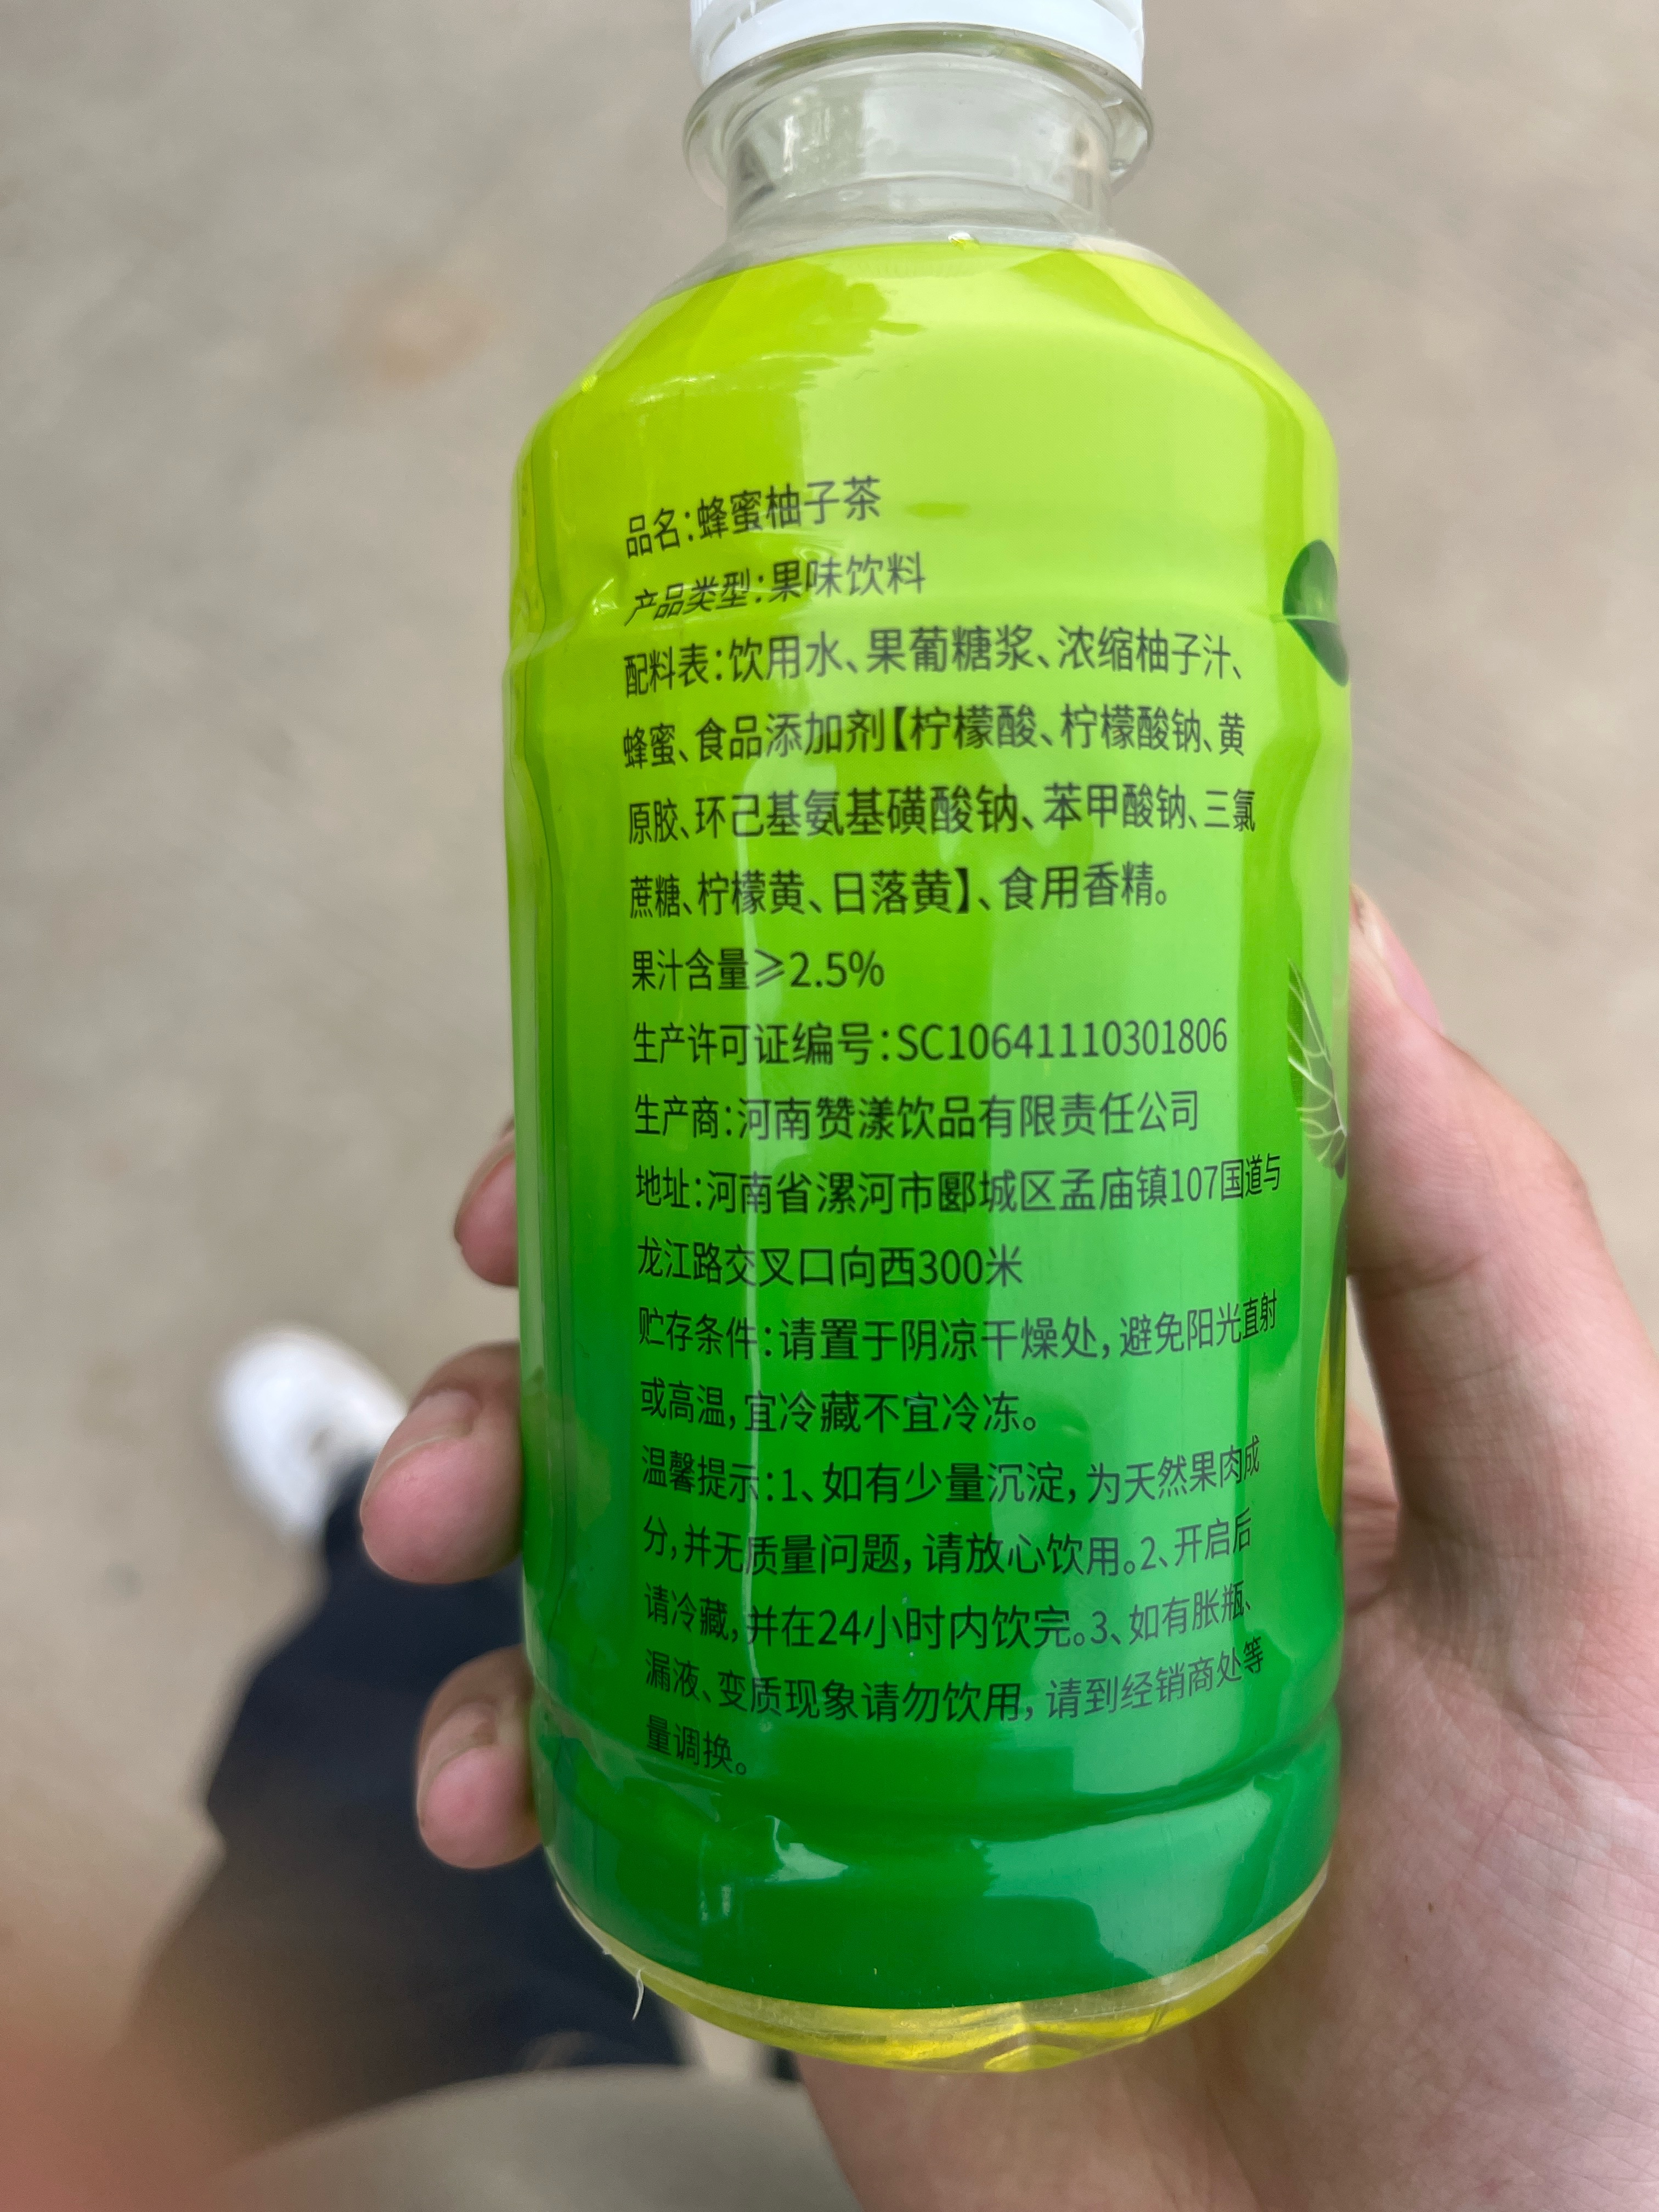 品名:蜂蜜柚子茶
产品类型:果味饮料
配料表:饮用水、果葡糖浆、浓缩柚子汁、
蜂蜜、食品添加剂【柠檬酸、柠檬酸钠、黄
原胶、环己基氨基磺酸钠、苯甲酸钠、三氯
蔗糖、柠檬黄、日落黄】、食用香精。
果汁含量≥2.5%
生产许可证编号:SC10641110301806
生产商:河南赞漾饮品有限责任公司
地址:河南省漯河市郾城区孟庙镇107国道与
龙江路交叉口向西300米
贮存条件:请置于阴凉干燥处,避免阳光直射
或高温,宜冷藏不宜冷冻。
温馨提示:1、如有少量沉淀,为天然果肉成
分,并无质量问题,请放心饮用。2、开启后
请冷藏,并在24小时内饮完。3、如有胀瓶、
漏液、变质现象请勿饮用,请到经销商处等
量调换。